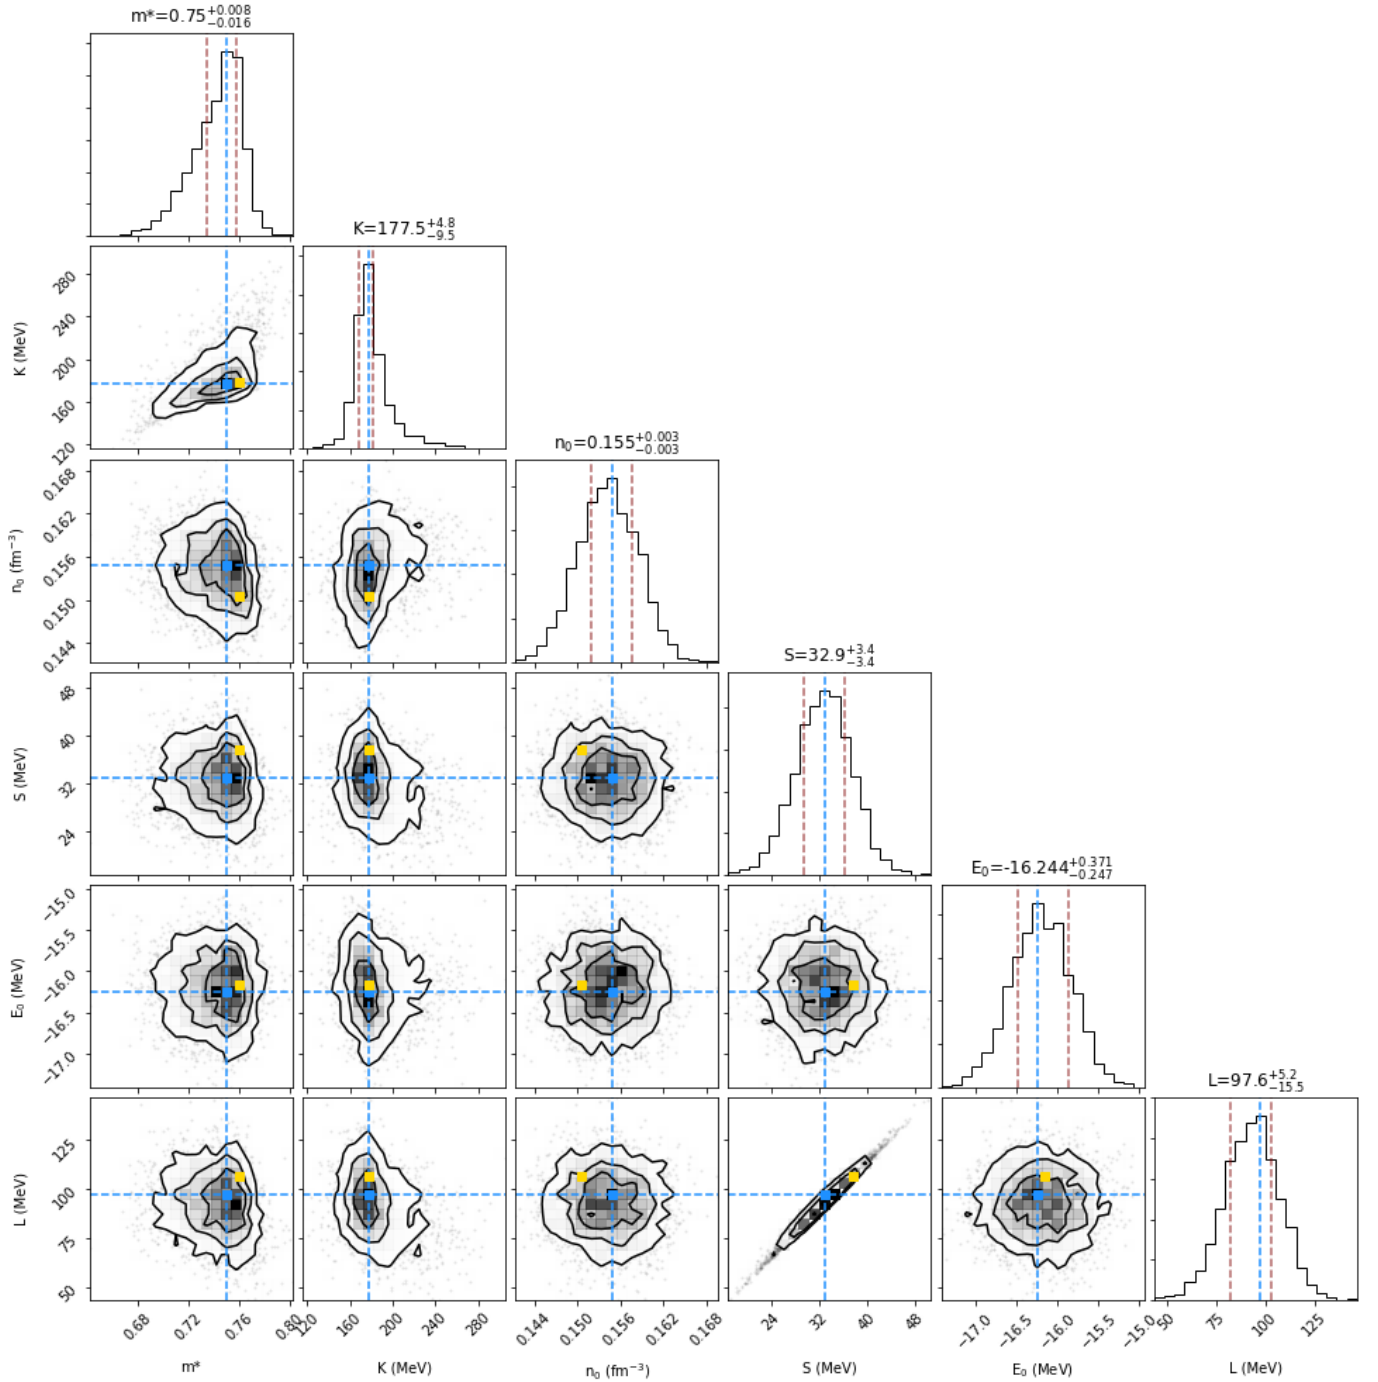 m*=0.75+0.008 −0.016
K=177.5+4.8 −9.5
n0=0.155+0.003 −0.003
S=32.9+3.4 −3.4
E0=-16.244+0.371 −0.247
L=97.6+5.2 −15.5
K (MeV)
280
240
200
160
120
n0 (fm−3)
0.168
0.162
0.156
0.150
0.144
S (MeV)
48
40
32
24
E0 (MeV)
−15.0
−15.5
−16.0
−16.5
−17.0
L (MeV)
125
100
75
50
0.68 0.72 0.76 0.80
120 160 200 240 280
0.144 0.150 0.156 0.162 0.168
24 32 40 48
−17.0 −16.5 −16.0 −15.5 −15.0
50 75 100 125
m* K (MeV) n0 (fm−3) S (MeV) E0 (MeV) L (MeV)